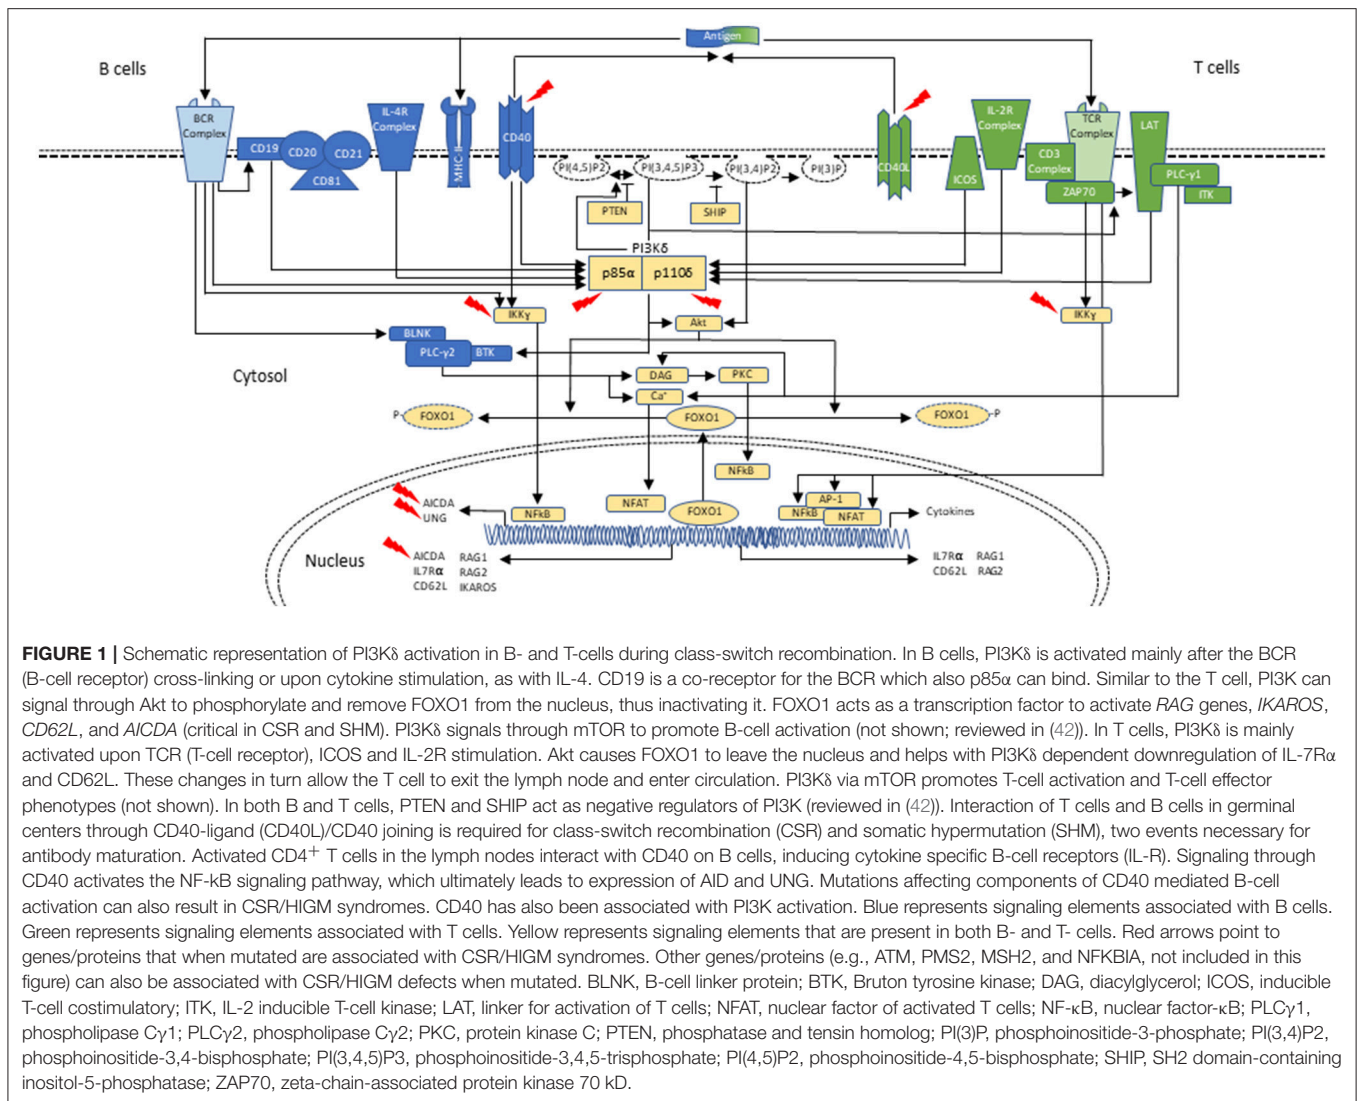 Antigen
B cells
T cells
BCR
Complex
CD19
CD20
CD21
CD81
IL-4R
Complex
MHC-II
CD40
PI(4,5)P2
PI(3,4,5)P3
PI(3,4)P2
PI(3)P
PTEN
SHIP
CD40L
ICOS
IL-2R
Complex
CD3
Complex
TCR
Complex
ZAP70
LAT
PLC-γ1
ITK
PI3Kδ
p85α
p110δ
IKKγ
Akt
IKKγ
BLNK
PLC-γ2
BTK
Cytosol
DAG
PKC
Ca⁺
P-
FOXO1
FOXO1
FOXO1
-P
NFkB
AICDA
UNG
NFkB
NFAT
FOXO1
AP-1
NFkB
NFAT
Cytokines
Nucleus
AICDA RAG1
IL7Rα RAG2
CD62L IKAROS
IL7Rα RAG1
CD62L RAG2
FIGURE 1 | Schematic representation of PI3Kδ activation in B- and T-cells during class-switch recombination. In B cells, PI3Kδ is activated mainly after the BCR
(B-cell receptor) cross-linking or upon cytokine stimulation, as with IL-4. CD19 is a co-receptor for the BCR which also p85α can bind. Similar to the T cell, PI3K can
signal through Akt to phosphorylate and remove FOXO1 from the nucleus, thus inactivating it. FOXO1 acts as a transcription factor to activate RAG genes, IKAROS,
CD62L, and AICDA (critical in CSR and SHM). PI3Kδ signals through mTOR to promote B-cell activation (not shown; reviewed in (42)). In T cells, PI3Kδ is mainly
activated upon TCR (T-cell receptor), ICOS and IL-2R stimulation. Akt causes FOXO1 to leave the nucleus and helps with PI3Kδ dependent downregulation of IL-7Rα
and CD62L. These changes in turn allow the T cell to exit the lymph node and enter circulation. PI3Kδ via mTOR promotes T-cell activation and T-cell effector
phenotypes (not shown). In both B and T cells, PTEN and SHIP act as negative regulators of PI3K (reviewed in (42)). Interaction of T cells and B cells in germinal
centers through CD40-ligand (CD40L)/CD40 joining is required for class-switch recombination (CSR) and somatic hypermutation (SHM), two events necessary for
antibody maturation. Activated CD4⁺ T cells in the lymph nodes interact with CD40 on B cells, inducing cytokine specific B-cell receptors (IL-R). Signaling through
CD40 activates the NF-kB signaling pathway, which ultimately leads to expression of AID and UNG. Mutations affecting components of CD40 mediated B-cell
activation can also result in CSR/HIGM syndromes. CD40 has also been associated with PI3K activation. Blue represents signaling elements associated with B cells.
Green represents signaling elements associated with T cells. Yellow represents signaling elements that are present in both B- and T- cells. Red arrows point to
genes/proteins that when mutated are associated with CSR/HIGM syndromes. Other genes/proteins (e.g., ATM, PMS2, MSH2, and NFKBIA, not included in this
figure) can also be associated with CSR/HIGM defects when mutated. BLNK, B-cell linker protein; BTK, Bruton tyrosine kinase; DAG, diacylglycerol; ICOS, inducible
T-cell costimulatory; ITK, IL-2 inducible T-cell kinase; LAT, linker for activation of T cells; NFAT, nuclear factor of activated T cells; NF-κB, nuclear factor-κB; PLCγ1,
phospholipase Cγ1; PLCγ2, phospholipase Cγ2; PKC, protein kinase C; PTEN, phosphatase and tensin homolog; PI(3)P, phosphoinositide-3-phosphate; PI(3,4)P2,
phosphoinositide-3,4-bisphosphate; PI(3,4,5)P3, phosphoinositide-3,4,5-trisphosphate; PI(4,5)P2, phosphoinositide-4,5-bisphosphate; SHIP, SH2 domain-containing
inositol-5-phosphatase; ZAP70, zeta-chain-associated protein kinase 70 kD.